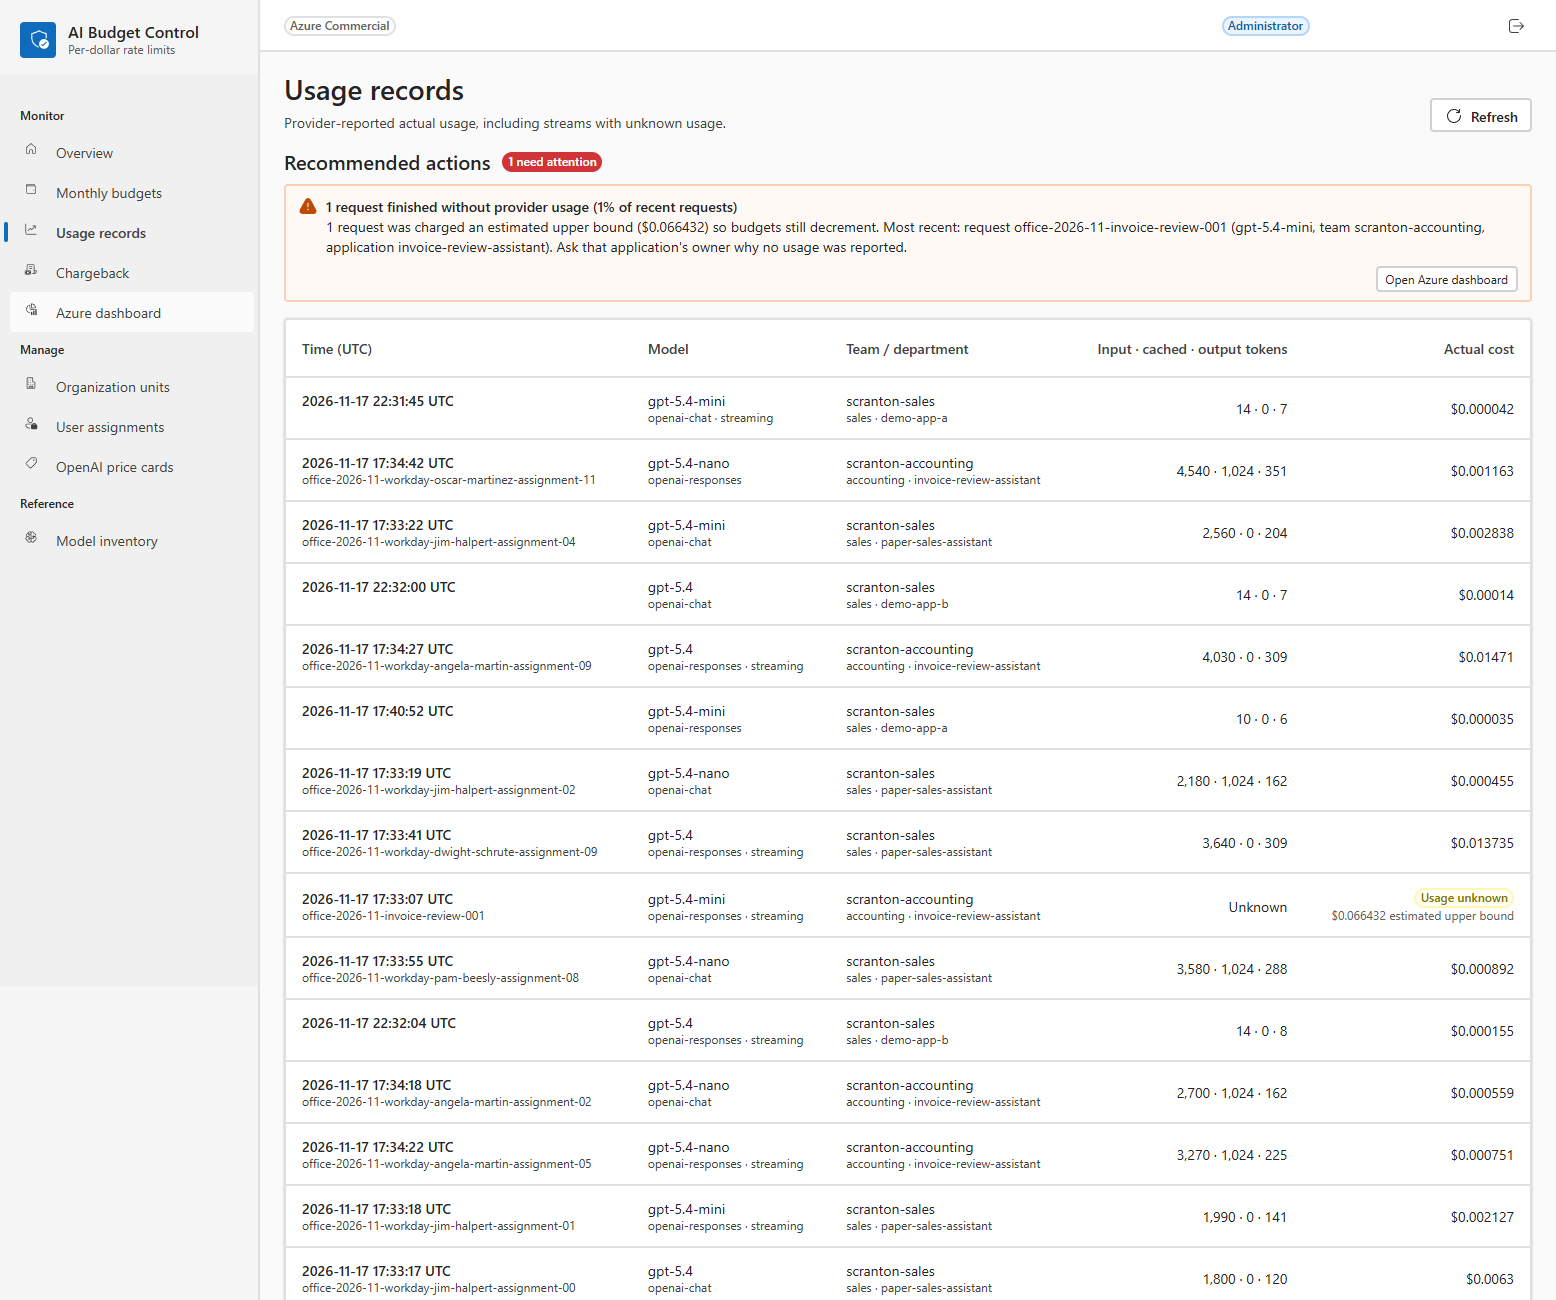 AI Budget Control
Per-dollar rate limits
Monitor
Overview
Monthly budgets
Usage records
Chargeback
Azure dashboard
Manage
Organization units
User assignments
OpenAI price cards
Reference
Model inventory
Azure Commercial
Administrator
Usage records
Provider-reported actual usage, including streams with unknown usage.
Refresh
Recommended actions
1 need attention
1 request finished without provider usage (1% of recent requests)
1 request was charged an estimated upper bound ($0.066432) so budgets still decrement. Most recent: request office-2026-11-invoice-review-001 (gpt-5.4-mini, team scranton-accounting,
application invoice-review-assistant). Ask that application's owner why no usage was reported.
Open Azure dashboard
Time (UTC) Model Team / department Input · cached · output tokens Actual cost
2026-11-17 22:31:45 UTC
gpt-5.4-mini
openai-chat · streaming
scranton-sales
sales · demo-app-a
14 · 0 · 7
$0.000042
2026-11-17 17:34:42 UTC
office-2026-11-workday-oscar-martinez-assignment-11
gpt-5.4-nano
openai-responses
scranton-accounting
accounting · invoice-review-assistant
4,540 · 1,024 · 351
$0.001163
2026-11-17 17:33:22 UTC
office-2026-11-workday-jim-halpert-assignment-04
gpt-5.4-mini
openai-chat
scranton-sales
sales · paper-sales-assistant
2,560 · 0 · 204
$0.002838
2026-11-17 22:32:00 UTC
gpt-5.4
openai-chat
scranton-sales
sales · demo-app-b
14 · 0 · 7
$0.00014
2026-11-17 17:34:27 UTC
office-2026-11-workday-angela-martin-assignment-09
gpt-5.4
openai-responses · streaming
scranton-accounting
accounting · invoice-review-assistant
4,030 · 0 · 309
$0.01471
2026-11-17 17:40:52 UTC
gpt-5.4-mini
openai-responses
scranton-sales
sales · demo-app-a
10 · 0 · 6
$0.000035
2026-11-17 17:33:19 UTC
office-2026-11-workday-jim-halpert-assignment-02
gpt-5.4-nano
openai-chat
scranton-sales
sales · paper-sales-assistant
2,180 · 1,024 · 162
$0.000455
2026-11-17 17:33:41 UTC
office-2026-11-workday-dwight-schrute-assignment-09
gpt-5.4
openai-responses · streaming
scranton-sales
sales · paper-sales-assistant
3,640 · 0 · 309
$0.013735
2026-11-17 17:33:07 UTC
office-2026-11-invoice-review-001
gpt-5.4-mini
openai-responses · streaming
scranton-accounting
accounting · invoice-review-assistant
Unknown
Usage unknown
$0.066432 estimated upper bound
2026-11-17 17:33:55 UTC
office-2026-11-workday-pam-beesly-assignment-08
gpt-5.4-nano
openai-chat
scranton-sales
sales · paper-sales-assistant
3,580 · 1,024 · 288
$0.000892
2026-11-17 22:32:04 UTC
gpt-5.4
openai-responses · streaming
scranton-sales
sales · demo-app-b
14 · 0 · 8
$0.000155
2026-11-17 17:34:18 UTC
office-2026-11-workday-angela-martin-assignment-02
gpt-5.4-nano
openai-chat
scranton-accounting
accounting · invoice-review-assistant
2,700 · 1,024 · 162
$0.000559
2026-11-17 17:34:22 UTC
office-2026-11-workday-angela-martin-assignment-05
gpt-5.4-nano
openai-responses · streaming
scranton-accounting
accounting · invoice-review-assistant
3,270 · 1,024 · 225
$0.000751
2026-11-17 17:33:18 UTC
office-2026-11-workday-jim-halpert-assignment-01
gpt-5.4-mini
openai-responses · streaming
scranton-sales
sales · paper-sales-assistant
1,990 · 0 · 141
$0.002127
2026-11-17 17:33:17 UTC
office-2026-11-workday-jim-halpert-assignment-00
gpt-5.4
openai-chat
scranton-sales
sales · paper-sales-assistant
1,800 · 0 · 120
$0.0063